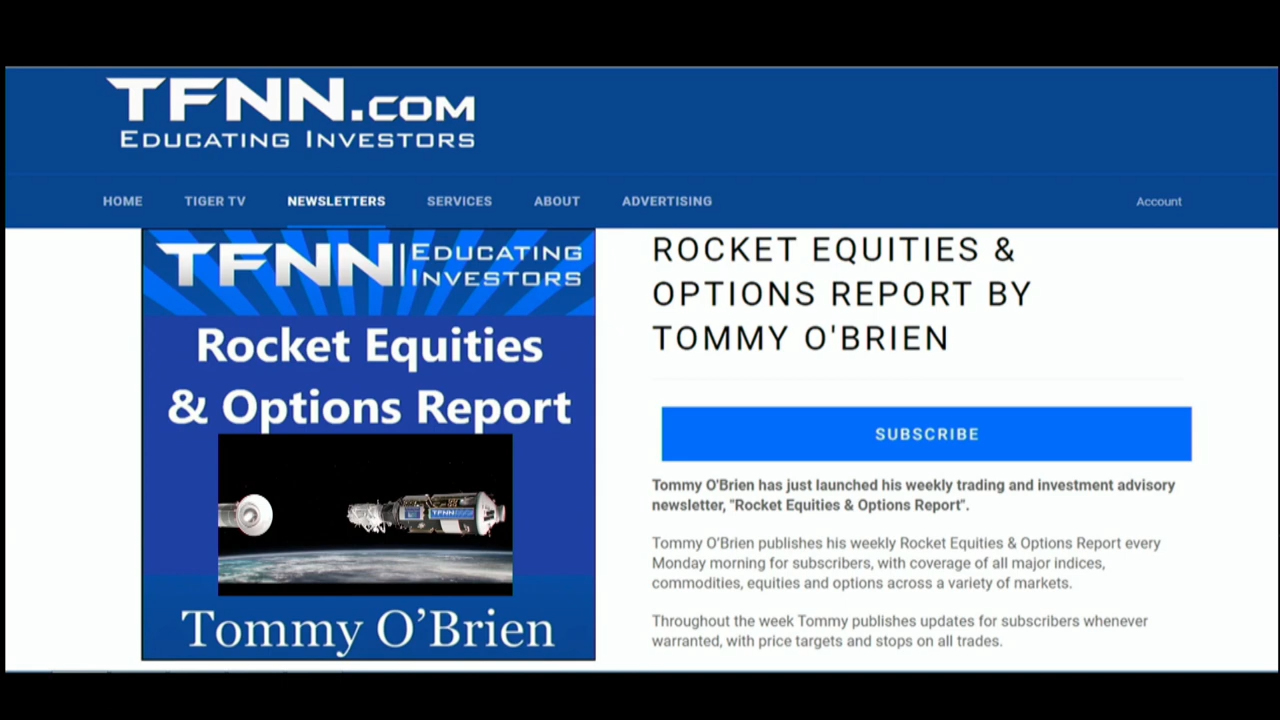 TFNN.COM
EDUCATING INVESTORS
HOME TIGER TV NEWSLETTERS SERVICES ABOUT ADVERTISING Account
TFNN EDUCATING
INVESTORS
Rocket Equities
& Options Report
TFNN
Tommy O’Brien
ROCKET EQUITIES &
OPTIONS REPORT BY
TOMMY O'BRIEN
SUBSCRIBE
Tommy O'Brien has just launched his weekly trading and investment advisory
newsletter, "Rocket Equities & Options Report".
Tommy O'Brien publishes his weekly Rocket Equities & Options Report every
Monday morning for subscribers, with coverage of all major indices,
commodities, equities and options across a variety of markets.
Throughout the week Tommy publishes updates for subscribers whenever
warranted, with price targets and stops on all trades.